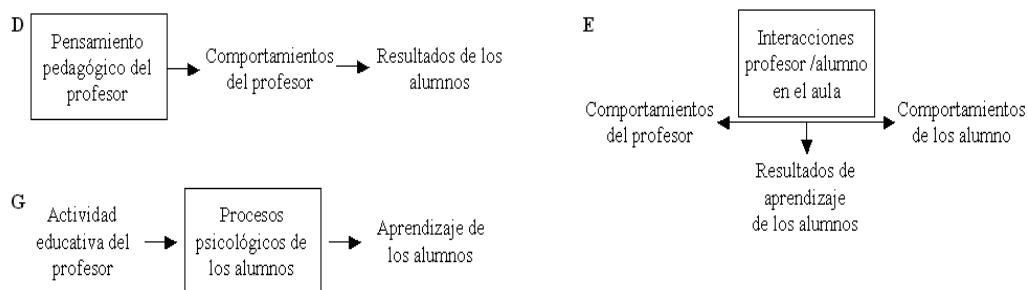 D
Pensamiento
pedagógico del
profesor
Comportamientos
del profesor
Resultados de los
alumnos
E
Interacciones
profesor /alumno
en el aula
Comportamientos
del profesor
Comportamientos
de los alumno
Resultados de
aprendizaje
de los alumnos
G
Actividad
educativa del
profesor
Procesos
psicológicos de
los alumnos
Aprendizaje de
los alumnos